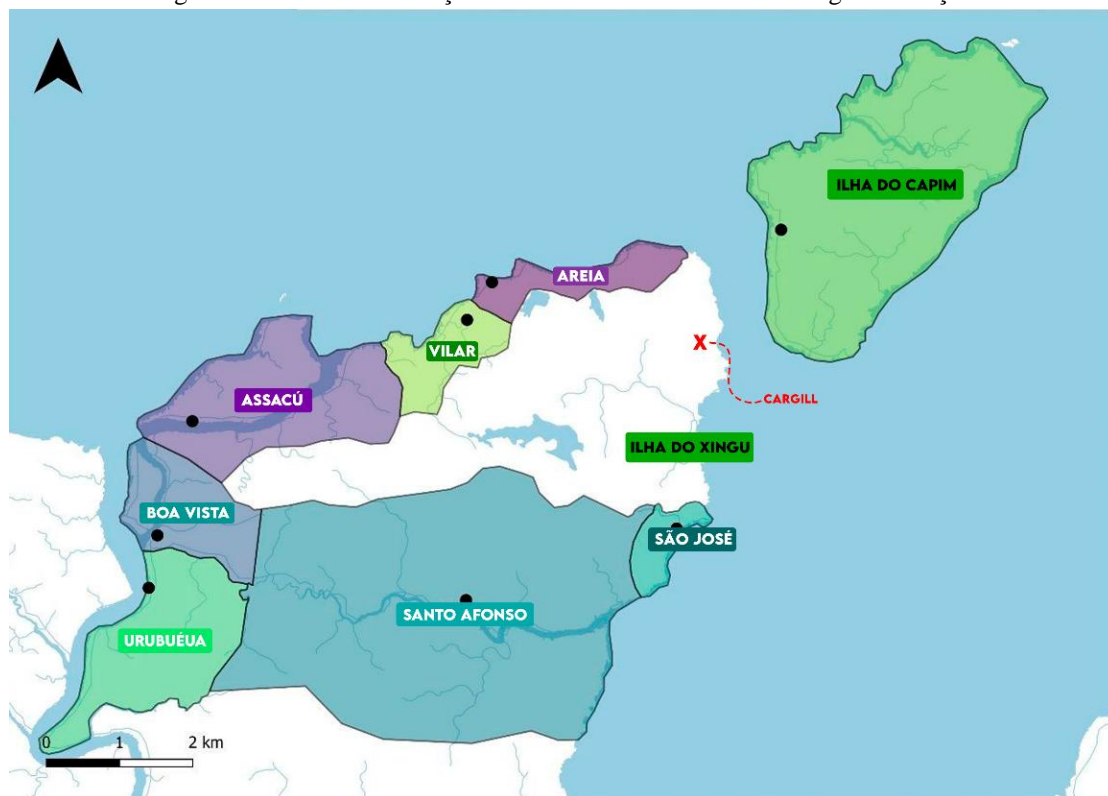 ILHA DO CAPIM
AREIA
VILAR
X
CARGILL
ASSACÚ
ILHA DO XINGU
BOA VISTA
SÃO JOSÉ
SANTO AFONSO
URUBUÉUA
0 1 2 km